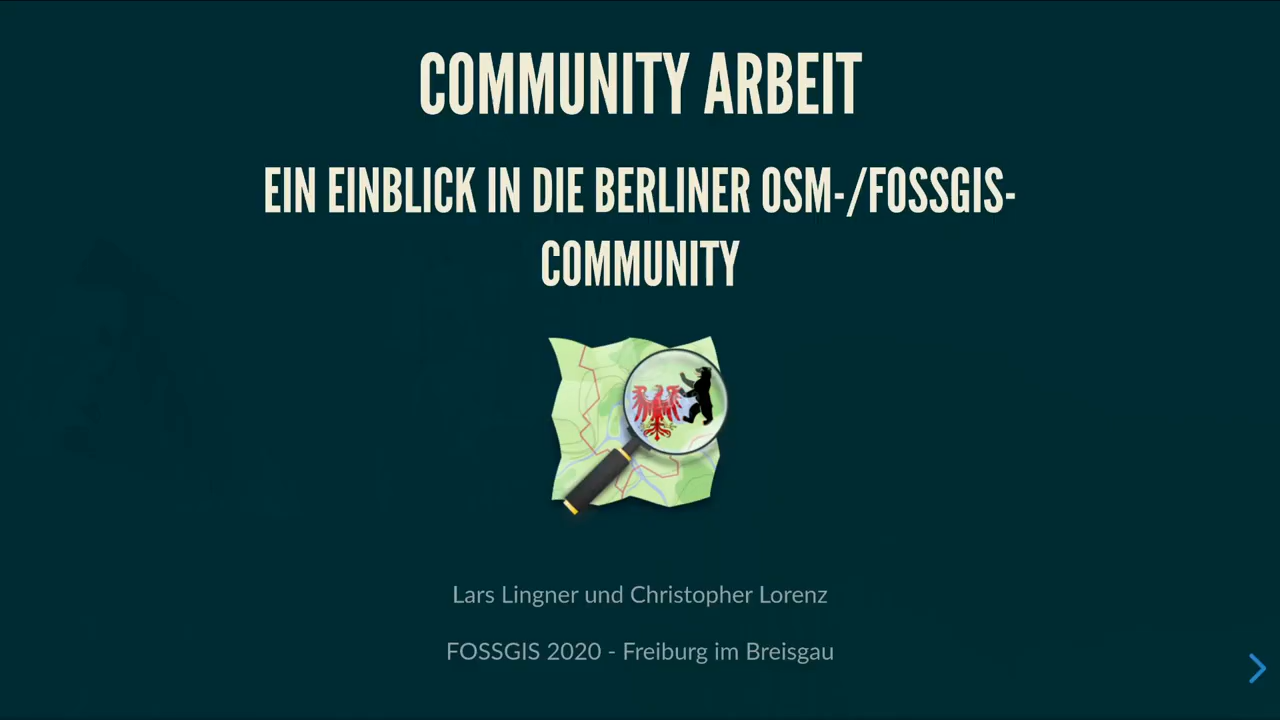 COMMUNITY ARBEIT
EIN EINBLICK IN DIE BERLINER OSM-/FOSSGIS-
COMMUNITY
Lars Lingner und Christopher Lorenz
FOSSGIS 2020 - Freiburg im Breisgau